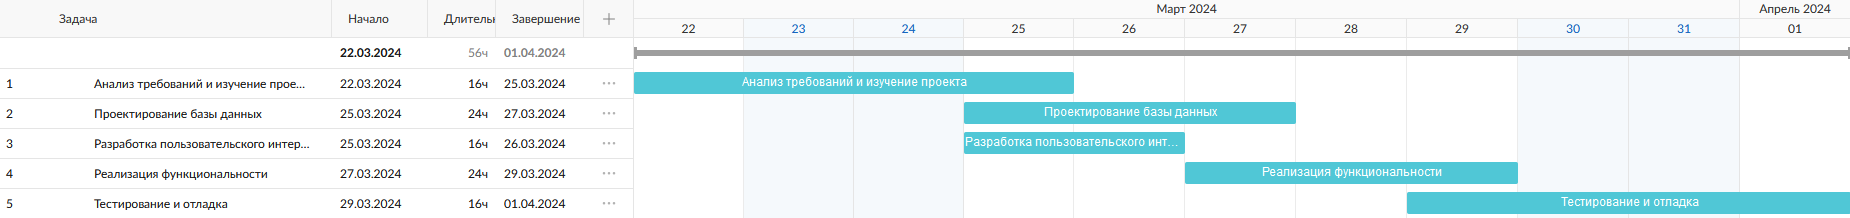 Задача Начало Длительн Завершение Март 2024 Апрель 2024
22 23 24 25 26 27 28 29 30 31 01
22.03.2024 56ч 01.04.2024
1 Анализ требований и изучение прое... 22.03.2024 16ч 25.03.2024 Анализ требований и изучение проекта
2 Проектирование базы данных 25.03.2024 24ч 27.03.2024 Проектирование базы данных
3 Разработка пользовательского интер... 25.03.2024 16ч 26.03.2024 Разработка пользовательского инт...
4 Реализация функциональности 27.03.2024 24ч 29.03.2024 Реализация функциональности
5 Тестирование и отладка 29.03.2024 16ч 01.04.2024 Тестирование и отладка